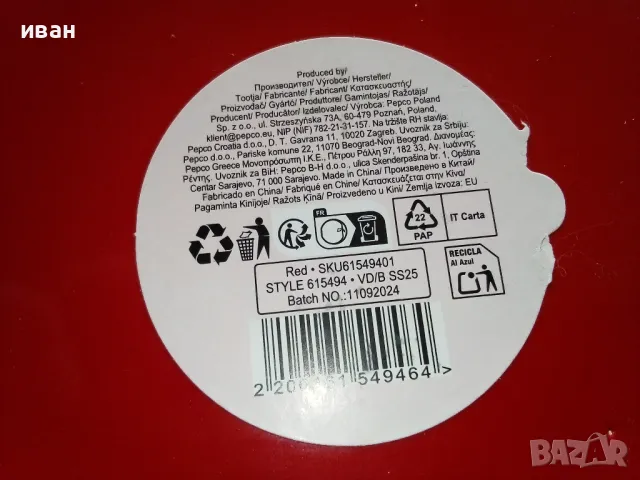 иван
Produced by/
Производител/ Výrobce/ Hersteller/
Tootja/ Fabricante/ Fabricant/ Κατασκευαστής/
Proizvođač/ Gyártó/ Produttore/ Gamintojas/ Ražotājs/
Producent/ Producător/ Izdelovalec/ Výrobca: Pepco Poland
Sp. z o.o., ul. Strzeszyńska 73A, 60-479 Poznań, Poland.
klient@pepco.eu, NIP (NIF) 782-21-31-157. Na tržište RH stavlja:
Pepco Croatia d.o.o., D. T. Gavrana 11, 10020 Zagreb. Uvoznik za Srbiju:
Pepco d.o.o., Pariske komune 22, 11070 Beograd-Novi Beograd. Διανομέας:
Pepco Greece Μονοπρόσωπη Ι.Κ.Ε., Πέτρου Ράλλη 97, 182 33, Αγ. Ιωάννης
Ρέντης. Uvoznik za BiH: Pepco B-H d.o.o., ulica Skenderpašina br. 1, Opština
Centar Sarajevo, 71 000 Sarajevo. Made in China/ Произведено в Китай/
Fabricado en China/ Fabriqué en Chine/ Κατασκευάζεται στην Κίνα/
Pagaminta Kinijoje/ Ražots Ķīnā/ Proizvedeno u Kini/ Zemlja izvoza: EU
FR
22
PAP
IT Carta
RECICLA
Al Azul
Red • SKU61549401
STYLE 615494 • VD/B SS25
Batch NO.:11092024
549464 >
BAZAR